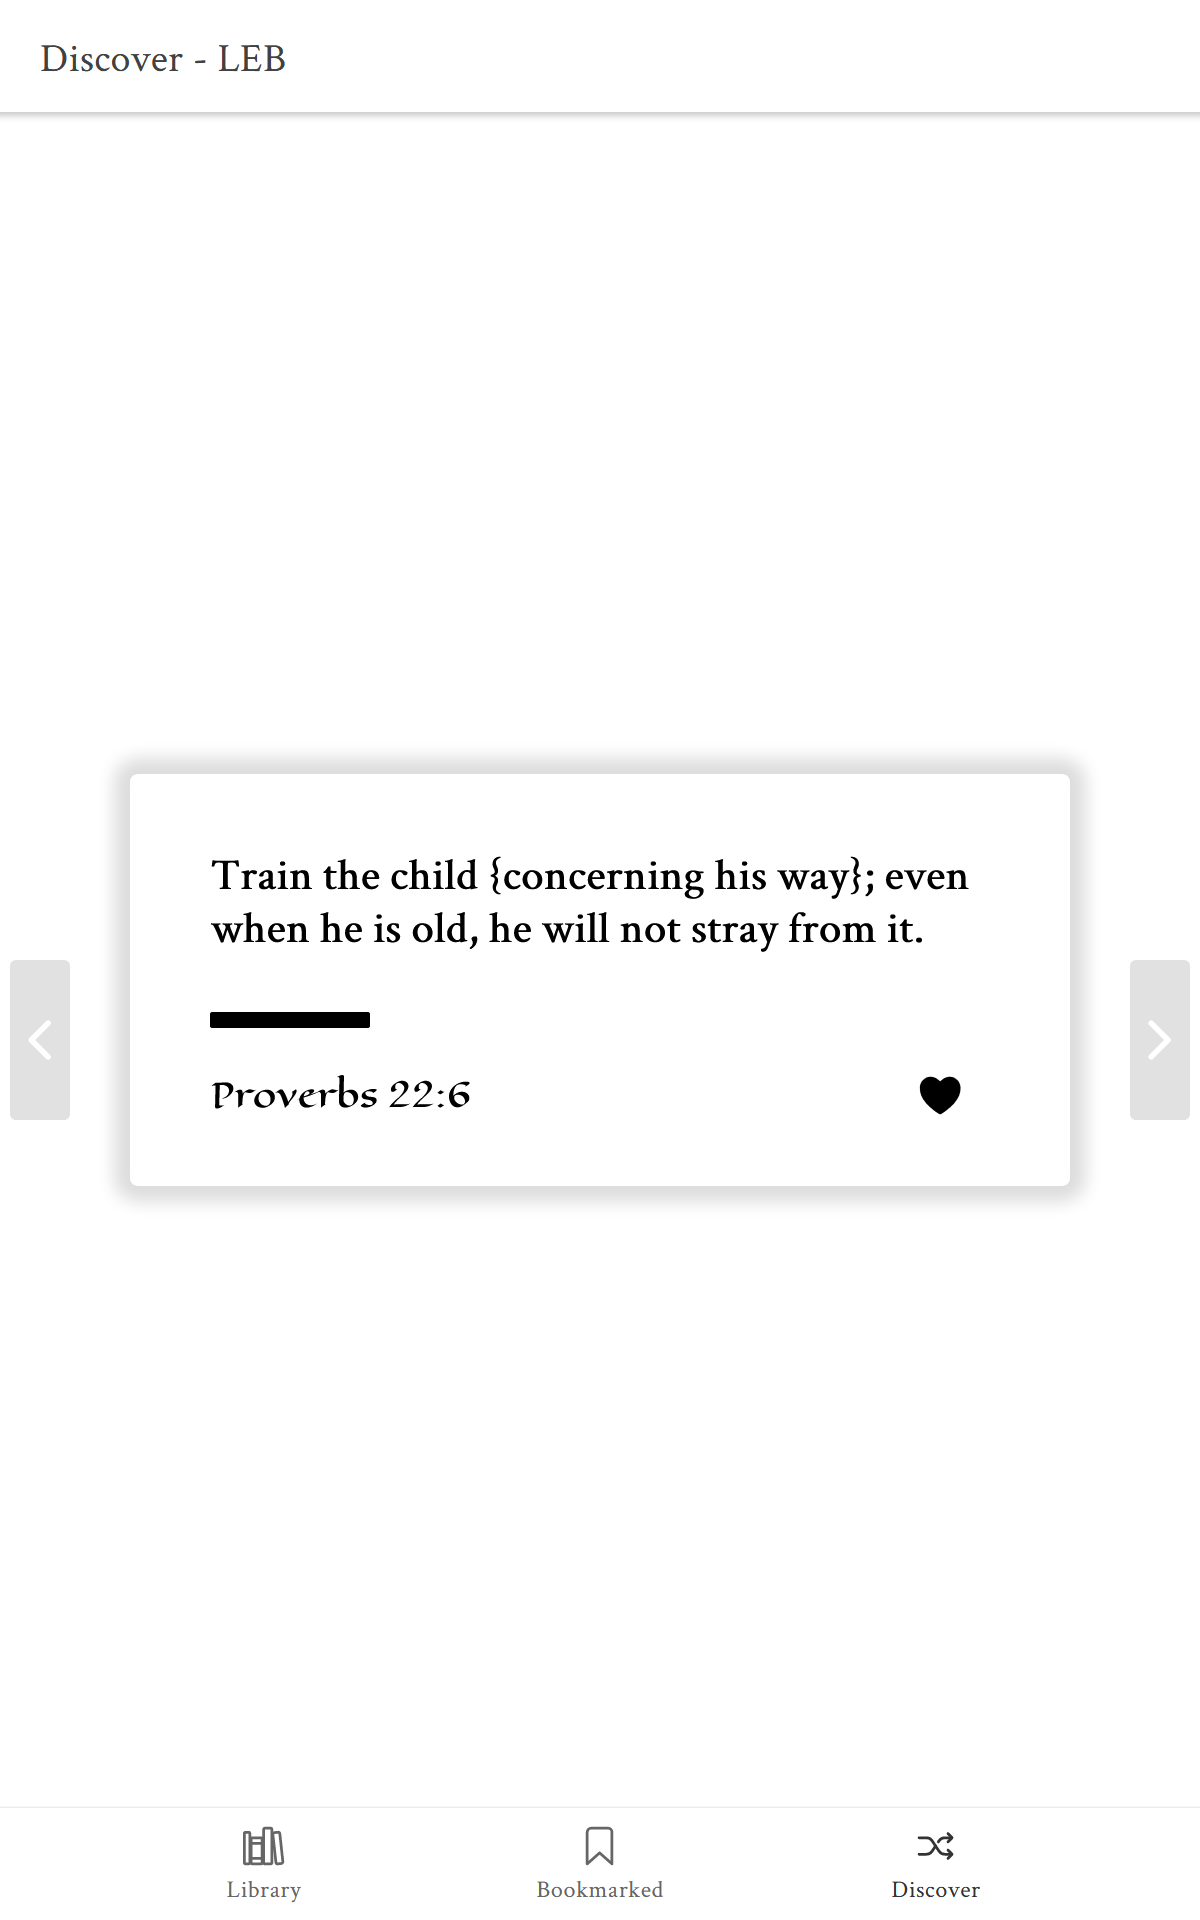 Discover - LEB
Train the child {concerning his way}; even
when he is old, he will not stray from it.
Proverbs 22:6
Library
Bookmarked
Discover